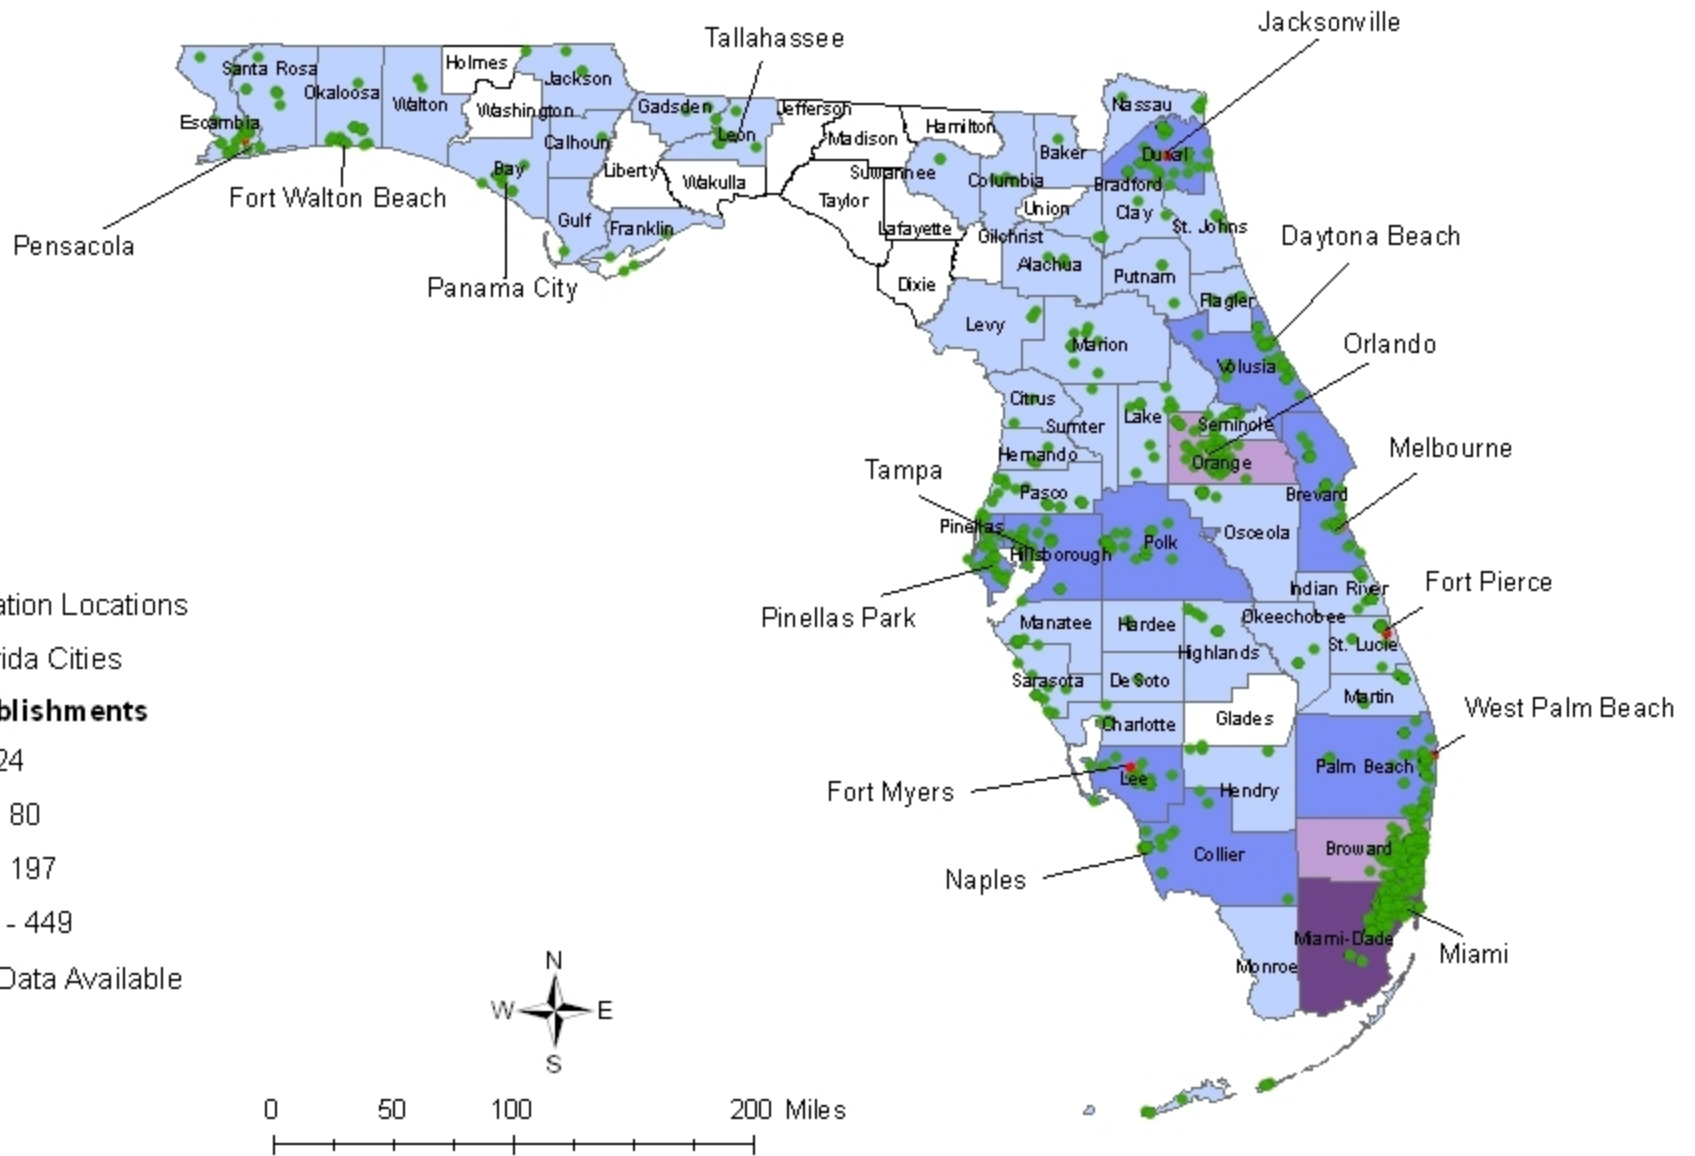 Jacksonville
Tallahassee
Holmes
Santa Rosa
Jackson
Okaloosa
Walton
Washington
Gadsden
Jefferson
Nassau
Escambia
Leon
Madison
Hamilton
Calhoun
Baker
Duval
Liberty
Bay
Wakulla
Suwannee
Columbia
Bradford
Fort Walton Beach
Taylor
Union
Clay
Gulf
Franklin
Lafayette
St. Johns
Pensacola
Gilchrist
Daytona Beach
Alachua
Putnam
Panama City
Dixie
Flagler
Levy
Marion
Orlando
Volusia
Citrus
Lake
Sumter
Seminole
Hernando
Melbourne
Tampa
Orange
Pasco
Brevard
Pinellas
Osceola
Hillsborough
Polk
Indian River
Fort Pierce
ation Locations
Pinellas Park
Okeechobee
Manatee
Hardee
St. Lucie
Highlands
rida Cities
Sarasota
DeSoto
Martin
West Palm Beach
blishments
Charlotte
Glades
24
Palm Beach
Lee
Fort Myers
Hendry
80
Broward
Collier
197
Naples
- 449
Miami-Dade
Miami
Monroe
Data Available
N
W E
S
0 50 100 200 Miles